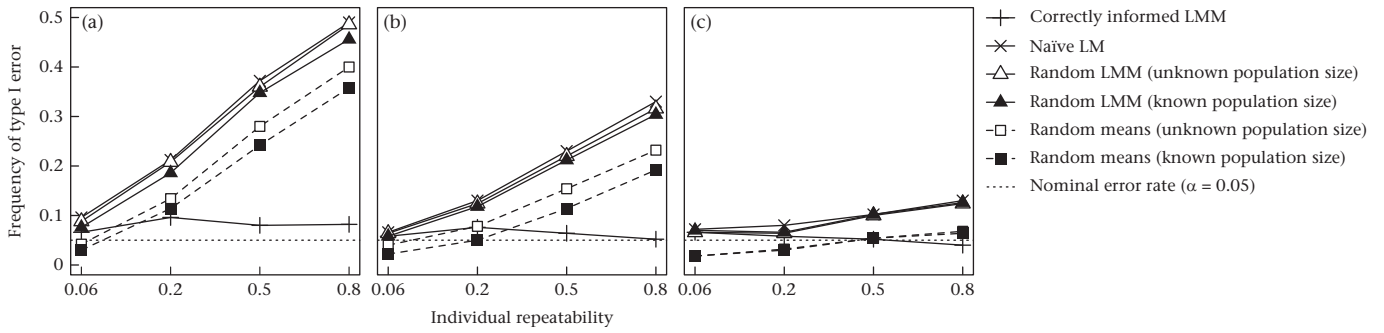 (a)
(b)
(c)
Frequency of type I error
0.5
0.4
0.3
0.2
0.1
0
0.06 0.2 0.5 0.8
0.06 0.2 0.5 0.8
0.06 0.2 0.5 0.8
Individual repeatability
Correctly informed LMM
Naïve LM
Random LMM (unknown population size)
Random LMM (known population size)
Random means (unknown population size)
Random means (known population size)
Nominal error rate (α = 0.05)